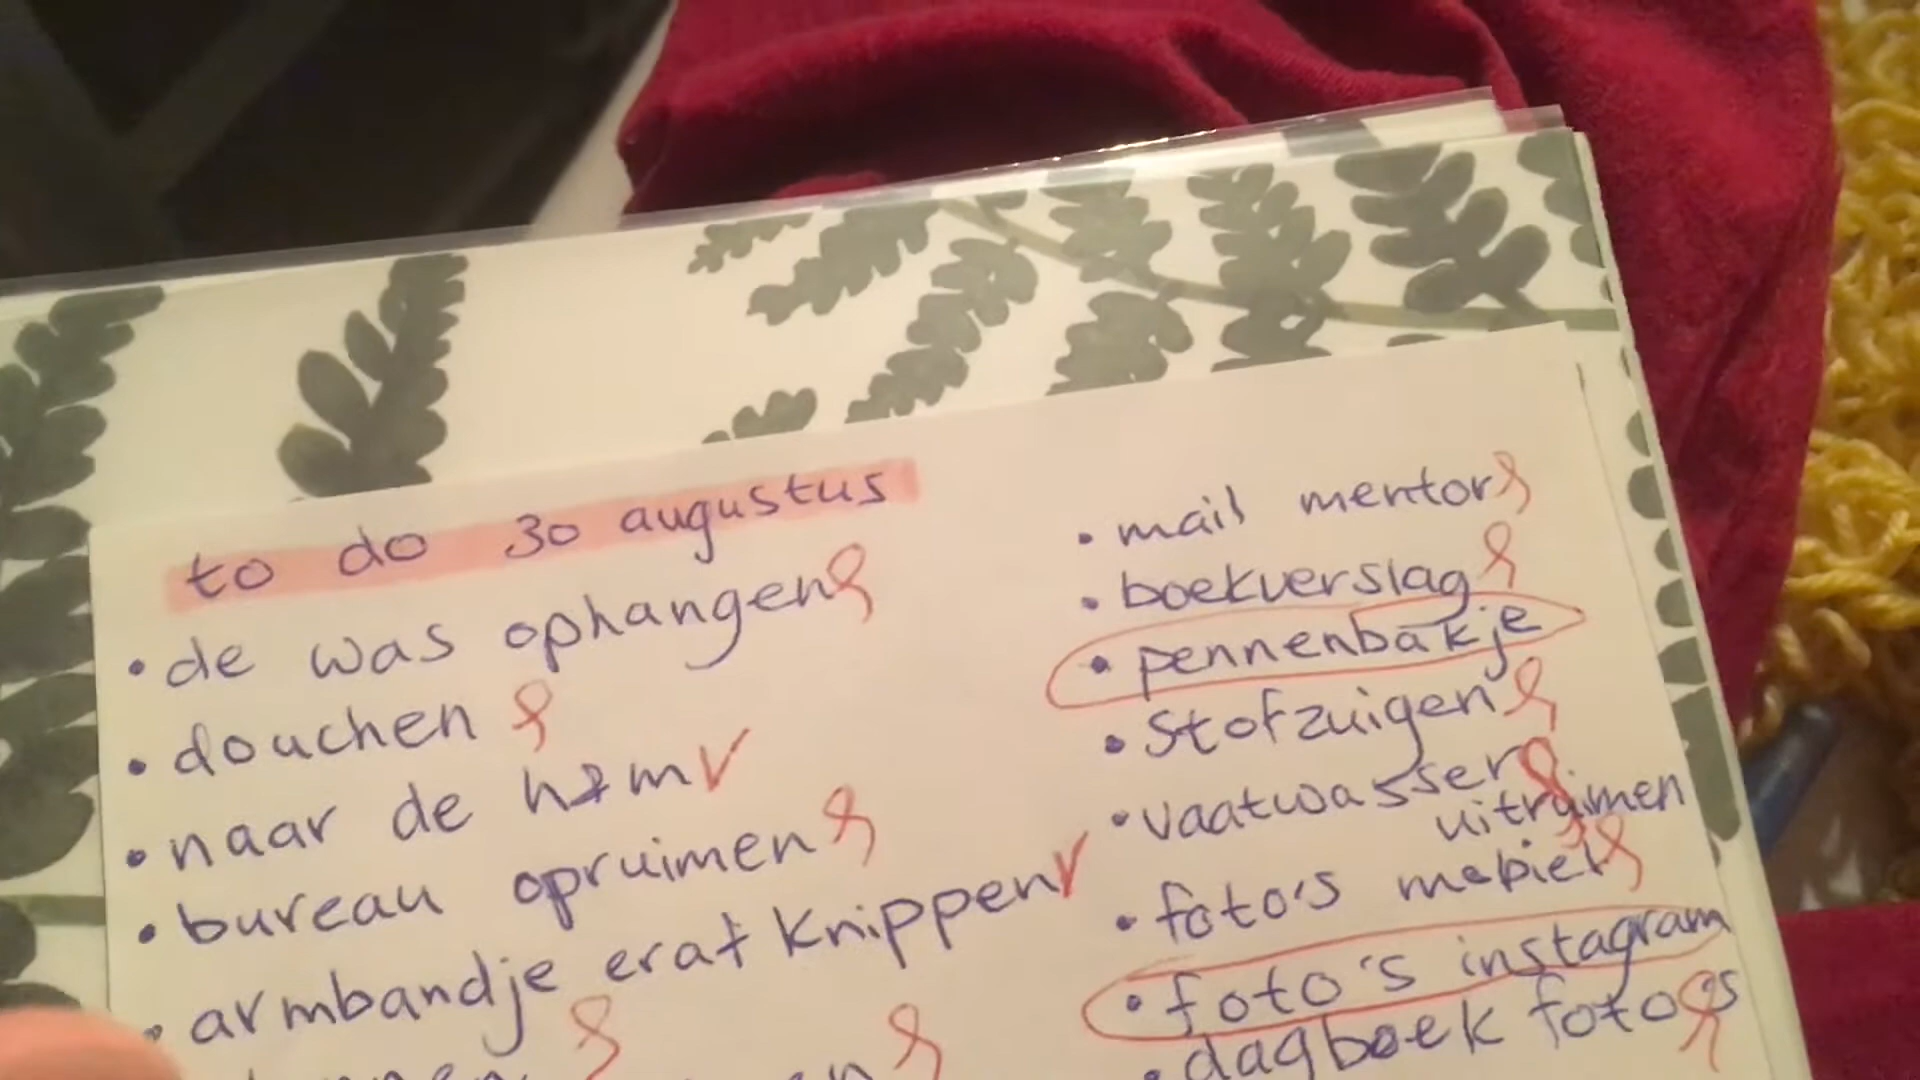 to do 30 augustus
• de was ophangen
• douchen
• naar de h&m
• bureau opruimen
• armbandje eraf knippen
• mail mentor
• boekverslag
• pennenbakje
• stofzuigen
• vaatwasser
uitruimen
• foto's mobiel
• foto's instagram
• dagboek foto's